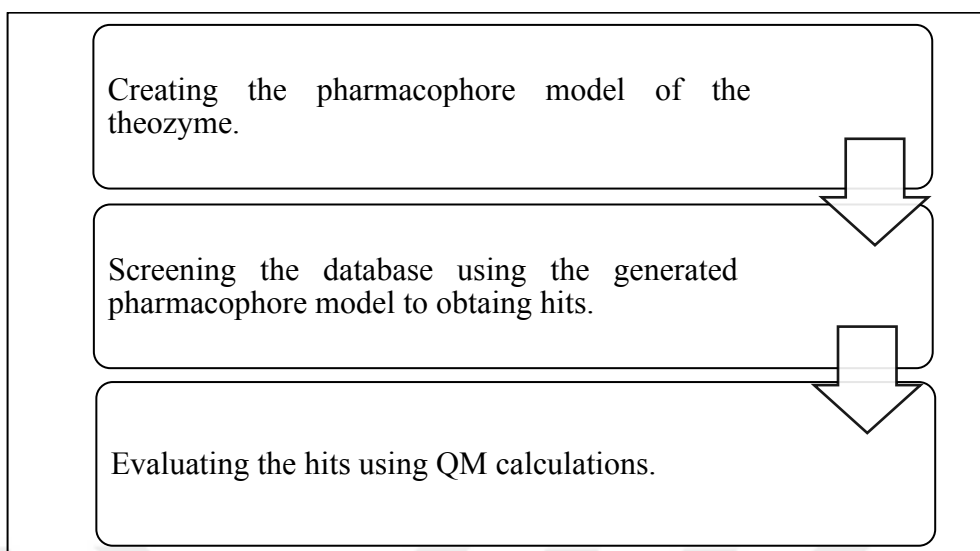 Creating the pharmacophore model of the
theozyme.
Screening the database using the generated
pharmacophore model to obtaing hits.
Evaluating the hits using QM calculations.